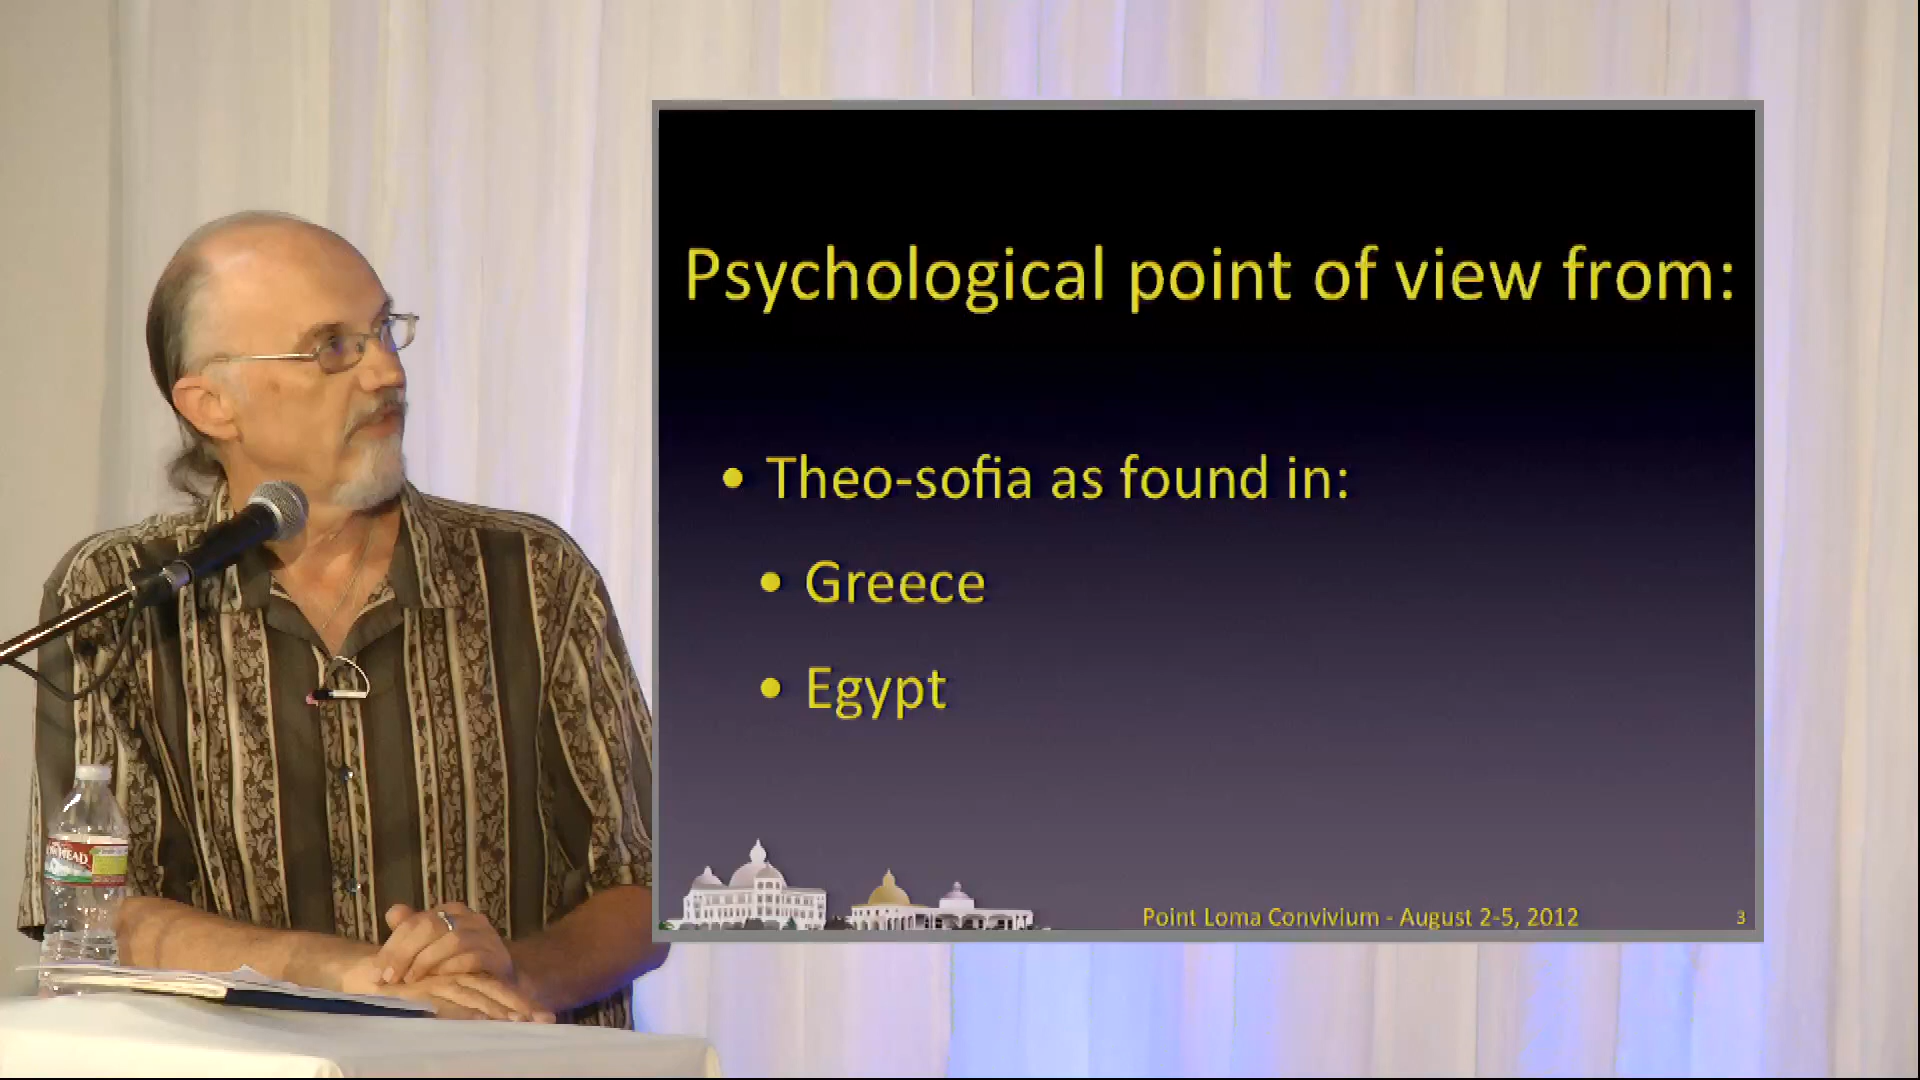 Psychological point of view from:
• Theo-sofia as found in:
• Greece
• Egypt
Point Loma Convivium - August 2-5, 2012
3